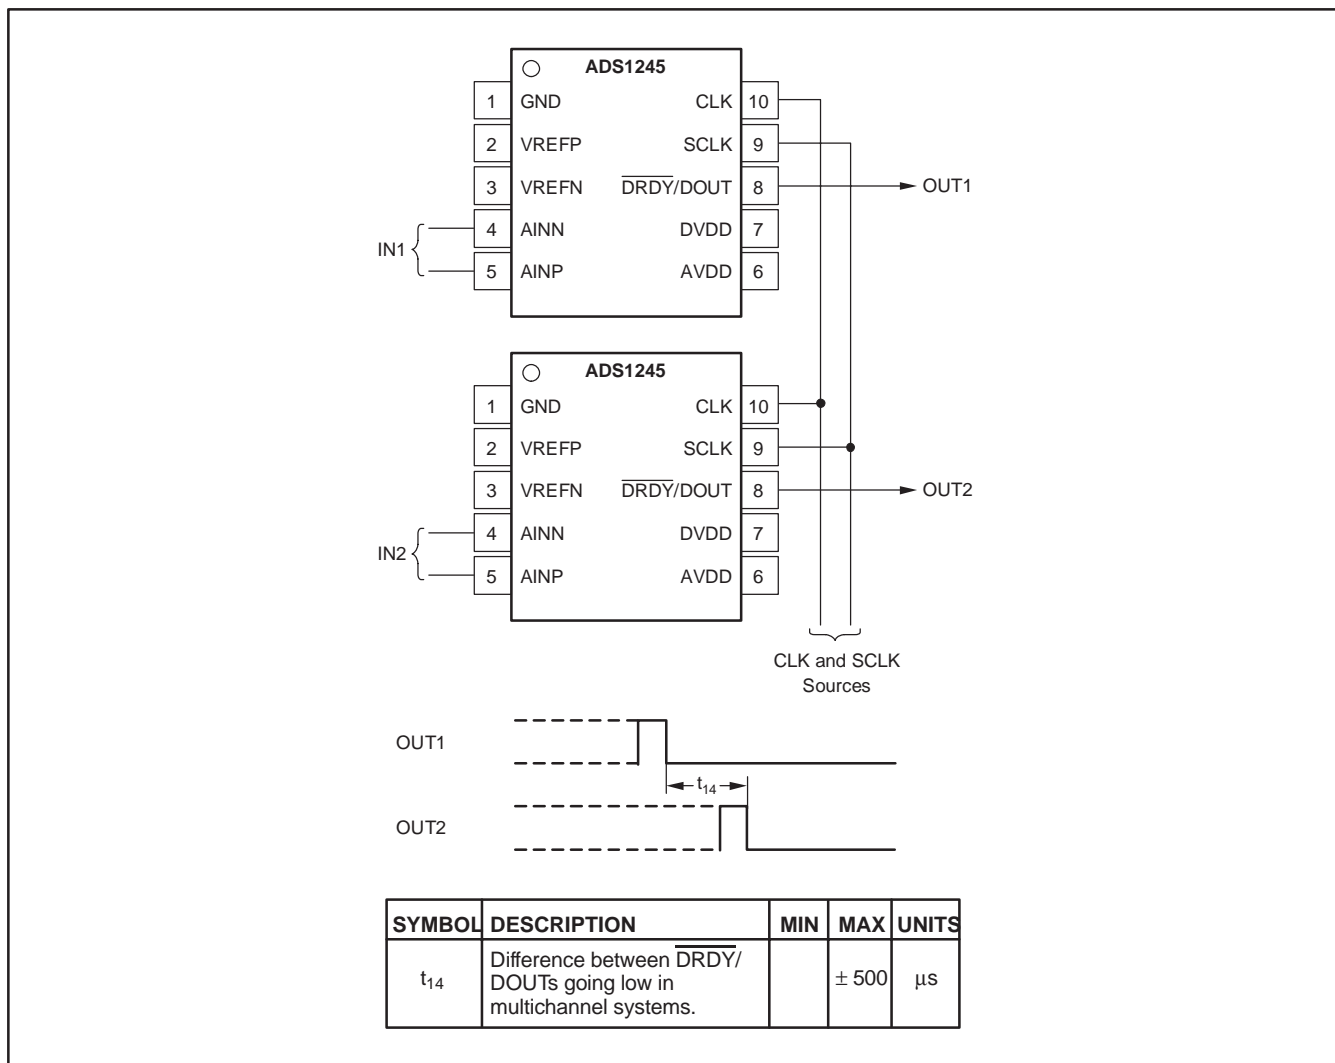 ADS1245
1 GND CLK 10
2 VREFP SCLK 9
3 VREFN DRDY/DOUT 8 OUT1
4 AINN DVDD 7
IN1
5 AINP AVDD 6
ADS1245
1 GND CLK 10
2 VREFP SCLK 9
3 VREFN DRDY/DOUT 8 OUT2
4 AINN DVDD 7
IN2
5 AINP AVDD 6
CLK and SCLK
Sources
OUT1
t14
OUT2
SYMBOL DESCRIPTION MIN MAX UNITS
t14 Difference between DRDY/
DOUTs going low in ± 500 μs
multichannel systems.